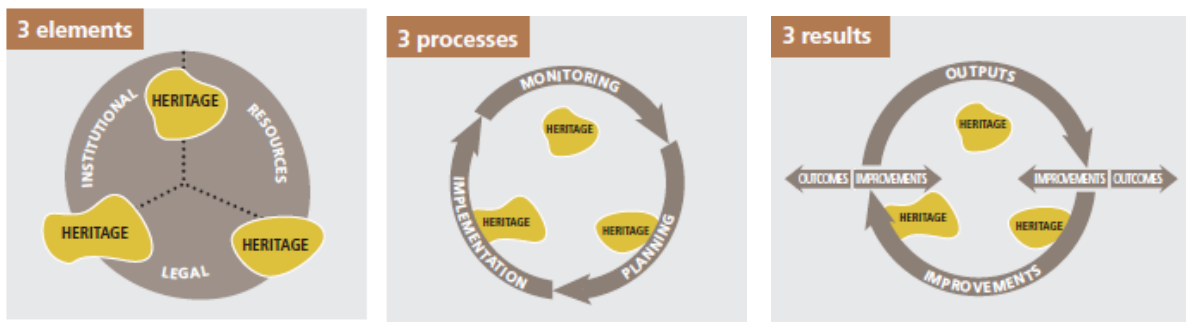 3 elements
HERITAGE
INSTITUTIONAL
RESOURCES
HERITAGE
HERITAGE
LEGAL
3 processes
MONITORING
HERITAGE
IMPLEMENTATION
HERITAGE
HERITAGE
PLANNING
3 results
OUTPUTS
HERITAGE
OUTCOMES IMPROVEMENTS
IMPROVEMENTS OUTCOMES
HERITAGE
HERITAGE
IMPROVEMENTS